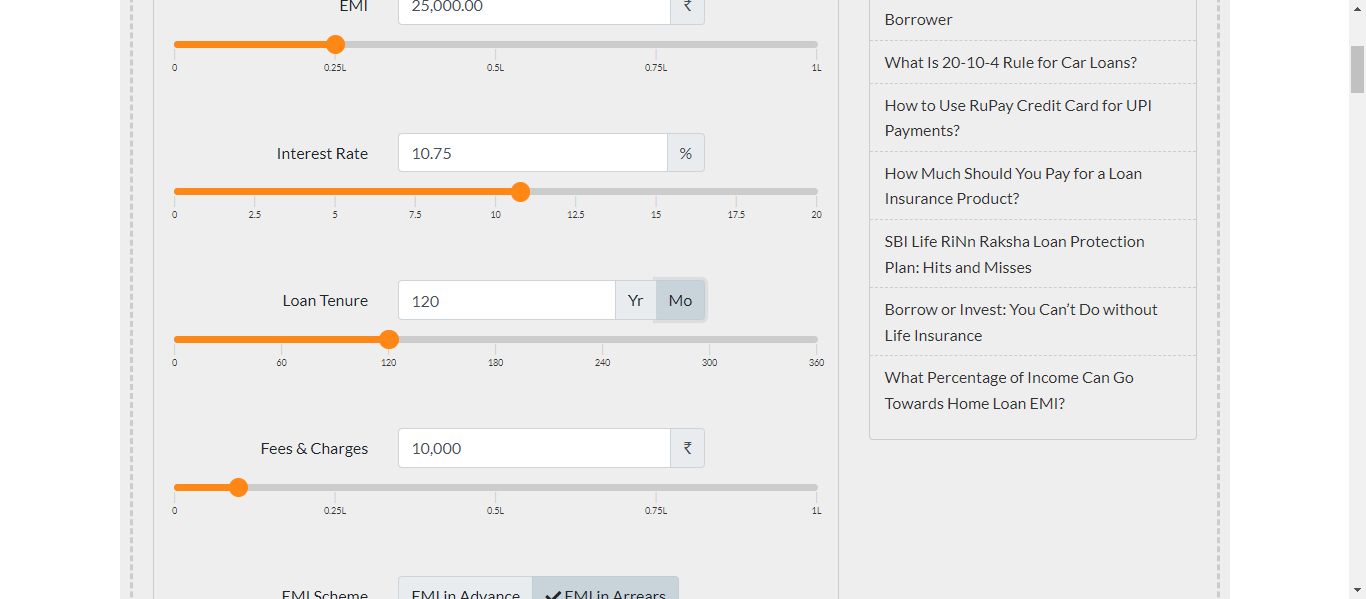 EMI
25,000.00
₹
0 0.25L 0.5L 0.75L 1L
Interest Rate
10.75
%
0 2.5 5 7.5 10 12.5 15 17.5 20
Loan Tenure
120
Yr
Mo
0 60 120 180 240 300 360
Fees & Charges
10,000
₹
0 0.25L 0.5L 0.75L 1L
EMI Scheme
EMI in Advance
EMI in Arrears
Borrower
What Is 20-10-4 Rule for Car Loans?
How to Use RuPay Credit Card for UPI
Payments?
How Much Should You Pay for a Loan
Insurance Product?
SBI Life RiNn Raksha Loan Protection
Plan: Hits and Misses
Borrow or Invest: You Can’t Do without
Life Insurance
What Percentage of Income Can Go
Towards Home Loan EMI?